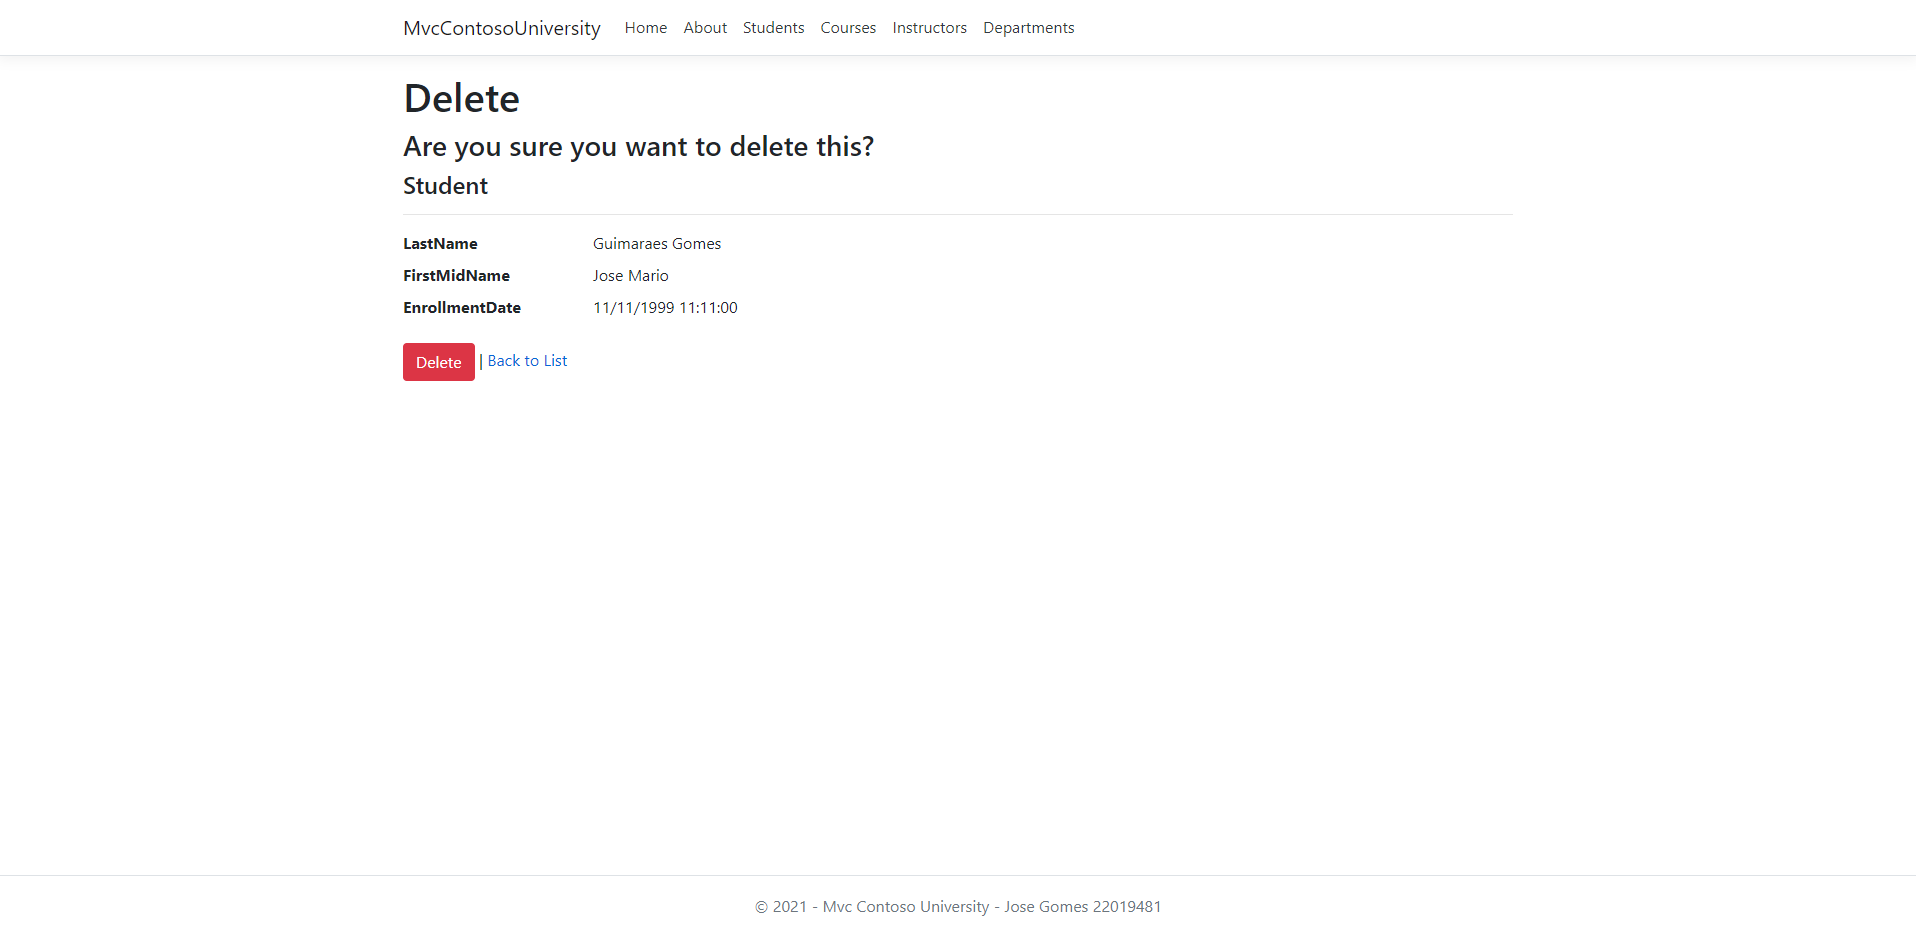 MvcContosoUniversity Home About Students Courses Instructors Departments
Delete
Are you sure you want to delete this?
Student
LastName Guimaraes Gomes
FirstMidName Jose Mario
EnrollmentDate 11/11/1999 11:11:00
Delete | Back to List
© 2021 - Mvc Contoso University - Jose Gomes 22019481